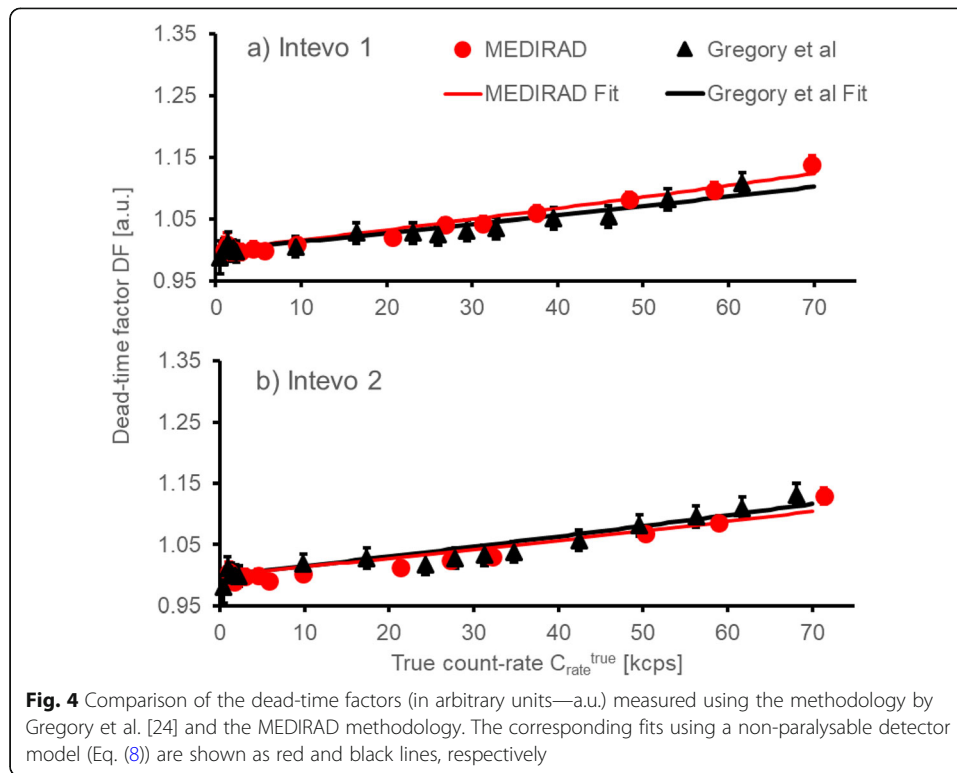 1.35
a) Intevo 1
MEDIRAD
Gregory et al
MEDIRAD Fit
Gregory et al Fit
1.25
1.15
1.05
0.95
0 10 20 30 40 50 60 70
Dead-time factor DF [a.u.]
1.35
b) Intevo 2
1.25
1.15
1.05
0.95
0 10 20 30 40 50 60 70
True count-rate C_rate^true [kcps]
Fig. 4 Comparison of the dead-time factors (in arbitrary units—a.u.) measured using the methodology by
Gregory et al. [24] and the MEDIRAD methodology. The corresponding fits using a non-paralysable detector
model (Eq. (8)) are shown as red and black lines, respectively